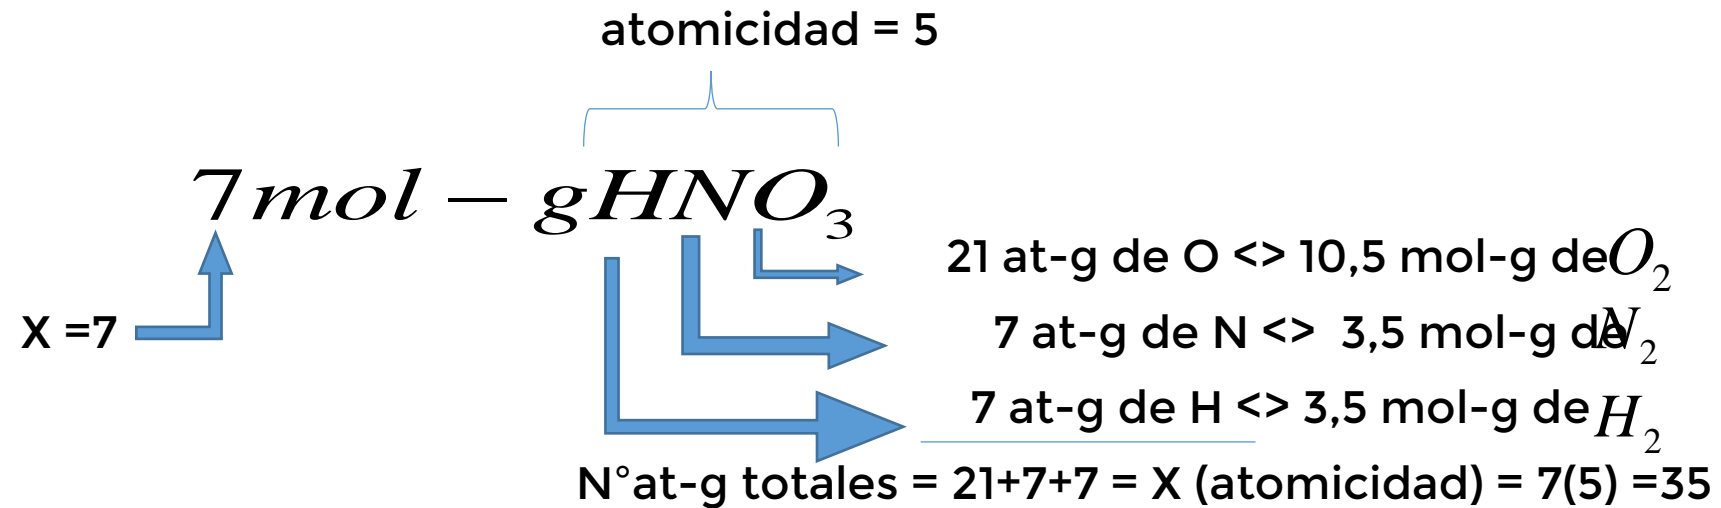 atomicidad = 5
7mol – gHNO₃
21 at-g de O <> 10,5 mol-g de O₂
X =7
7 at-g de N <> 3,5 mol-g de N₂
7 at-g de H <> 3,5 mol-g de H₂
N°at-g totales = 21+7+7 = X (atomicidad) = 7(5) =35